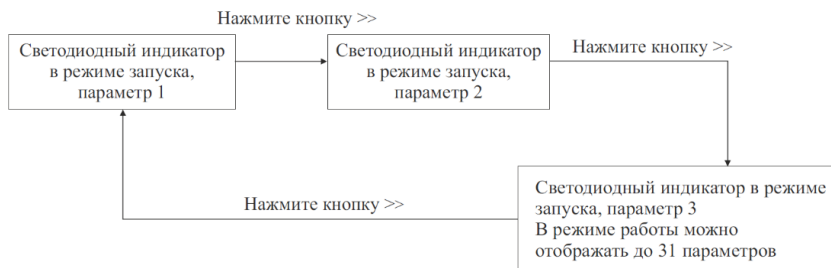 Нажмите кнопку >>
Светодиодный индикатор
в режиме запуска,
параметр 1
Светодиодный индикатор
в режиме запуска,
параметр 2
Нажмите кнопку >>
Светодиодный индикатор в режиме
запуска, параметр 3
В режиме работы можно
отображать до 31 параметров
Нажмите кнопку >>